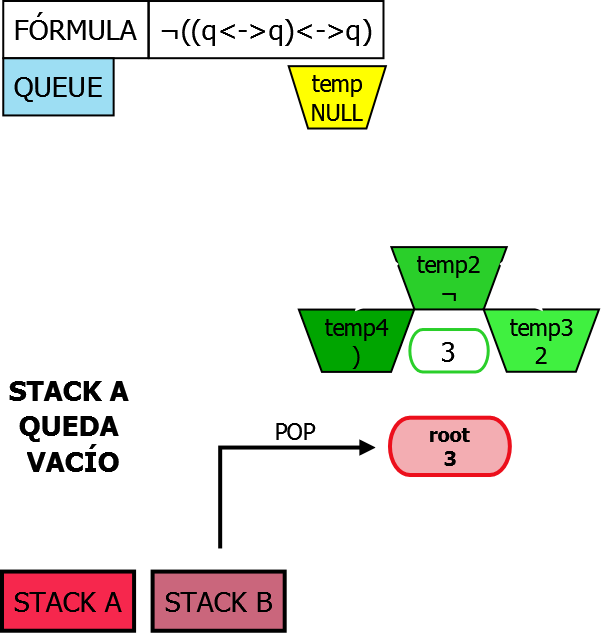 FÓRMULA ¬((q<->q)<->q)
QUEUE
temp
NULL
temp2
¬
temp4
)
3
temp3
2
STACK A
QUEDA
VACÍO
POP
root
3
STACK A
STACK B